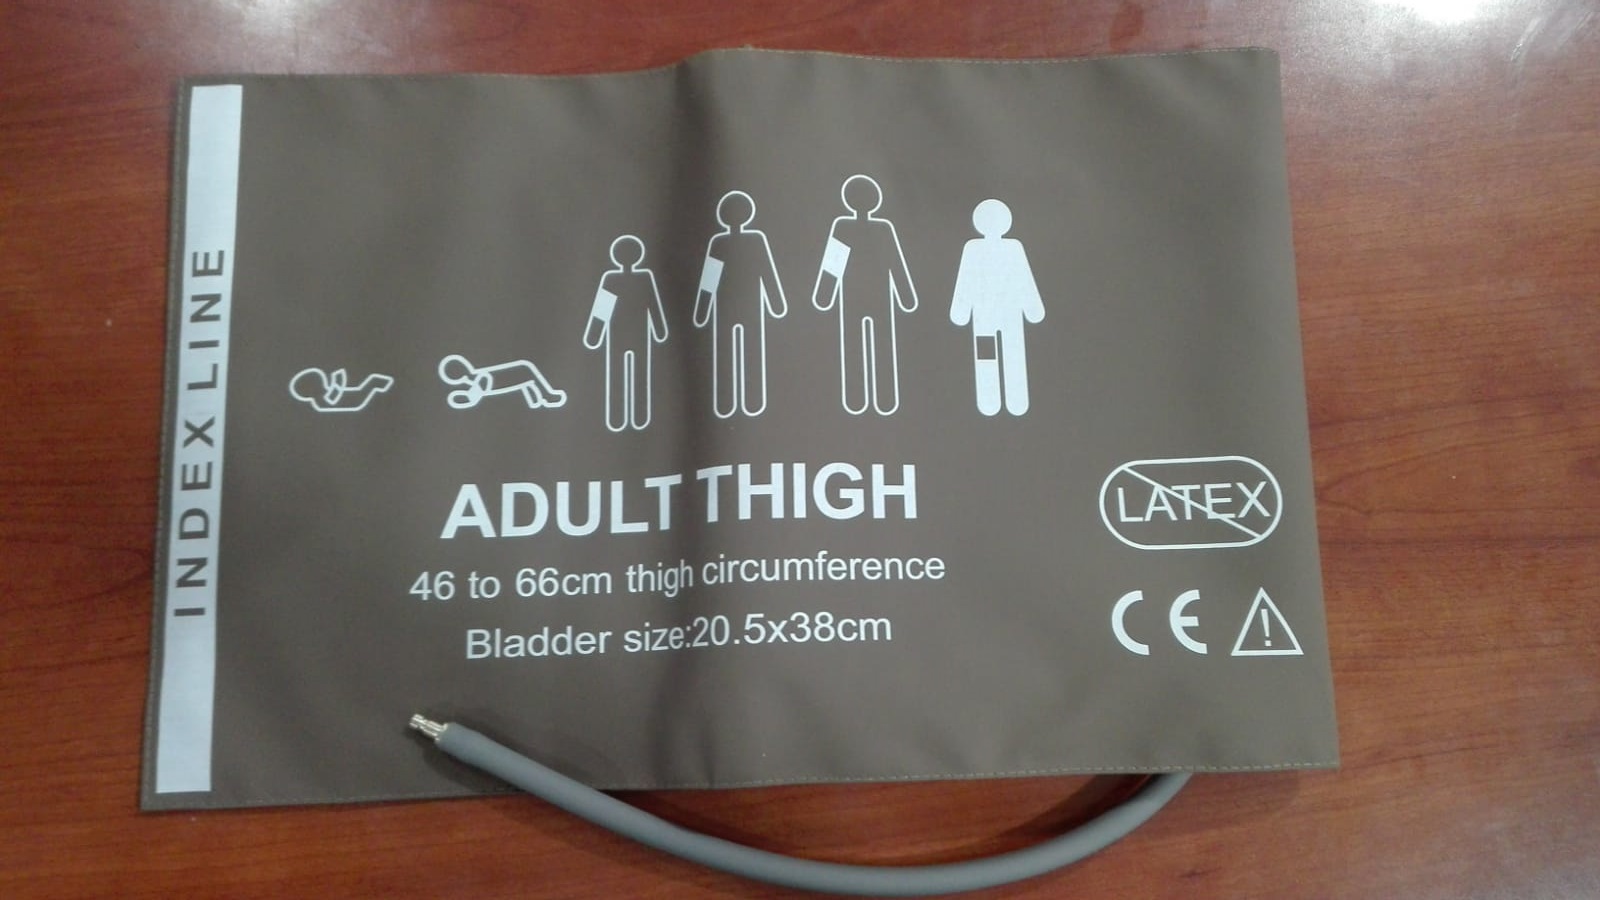 INDEX LINE
ADULT THIGH
46 to 66cm thigh circumference
Bladder size:20.5x38cm
LATEX
CE
!